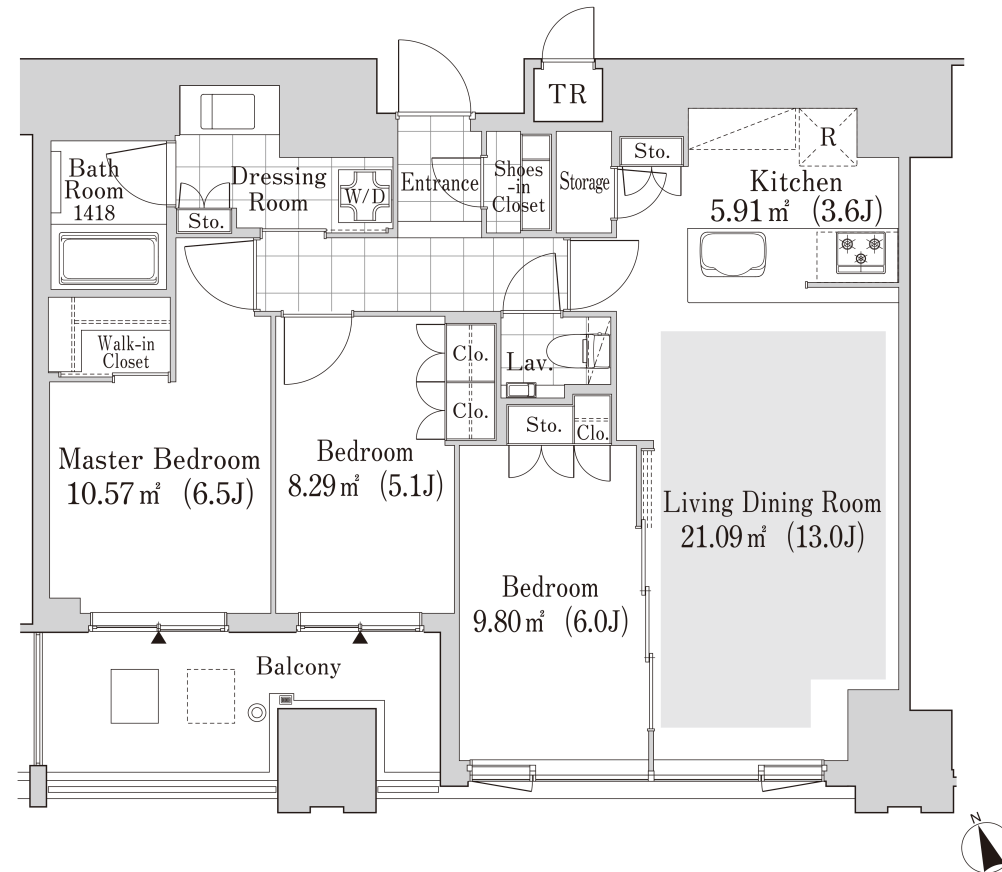 TR
Bath
Room
1418
Dressing
Room
W/D
Sto.
Entrance
Shoes
-in
Closet
Storage
Sto.
R
Kitchen
5.91㎡ (3.6J)
Walk-in
Closet
Clo.
Clo.
Lav.
Sto.
Clo.
Master Bedroom
10.57㎡ (6.5J)
Bedroom
8.29㎡ (5.1J)
Living Dining Room
21.09㎡ (13.0J)
Bedroom
9.80㎡ (6.0J)
Balcony
N